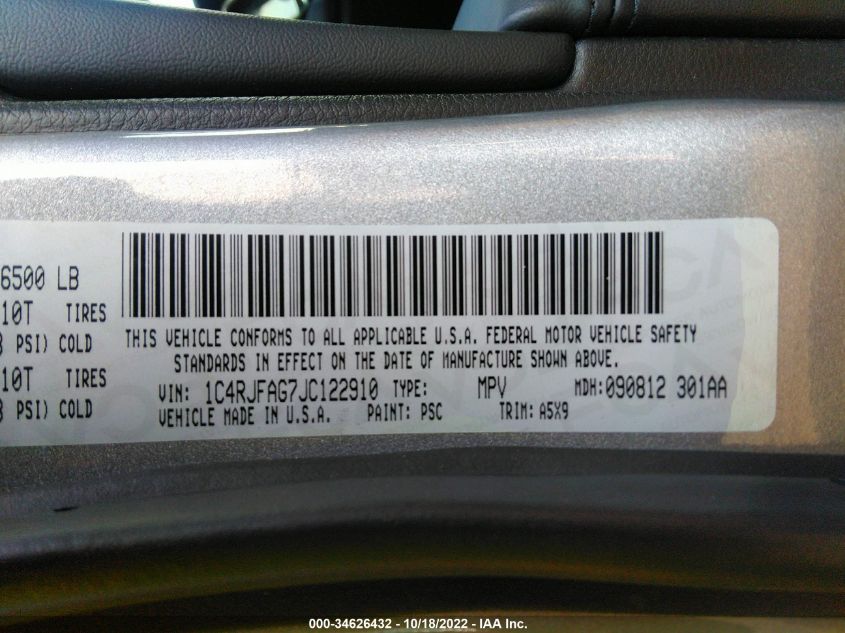 6500 LB
10T TIRES
PSI) COLD
10T TIRES
PSI) COLD
THIS VEHICLE CONFORMS TO ALL APPLICABLE U.S.A. FEDERAL MOTOR VEHICLE SAFETY
STANDARDS IN EFFECT ON THE DATE OF MANUFACTURE SHOWN ABOVE.
VIN: 1C4RJFAG7JC122910 TYPE: MPV MDH: 090812 301AA
VEHICLE MADE IN U.S.A. PAINT: PSC TRIM: A5X9
000-34626432 - 10/18/2022 - IAA Inc.